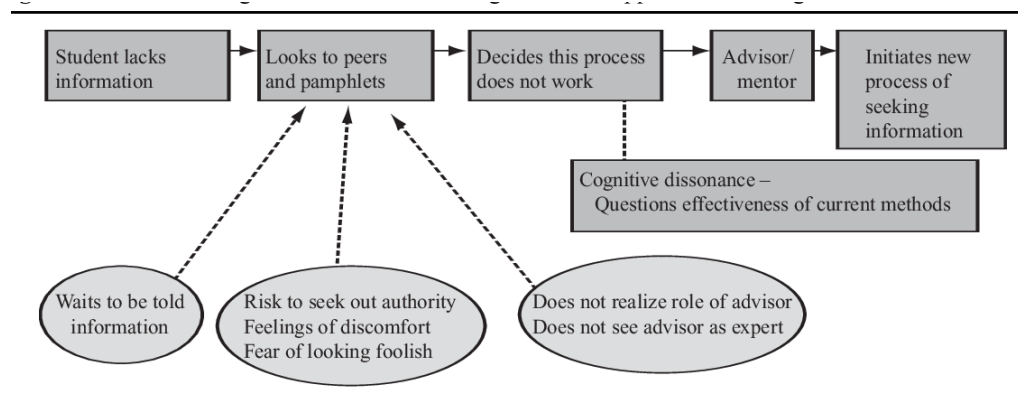 Student lacks
information
Looks to peers
and pamphlets
Decides this process
does not work
Advisor/
mentor
Initiates new
process of
seeking
information
Cognitive dissonance –
Questions effectiveness of current methods
Waits to be told
information
Risk to seek out authority
Feelings of discomfort
Fear of looking foolish
Does not realize role of advisor
Does not see advisor as expert